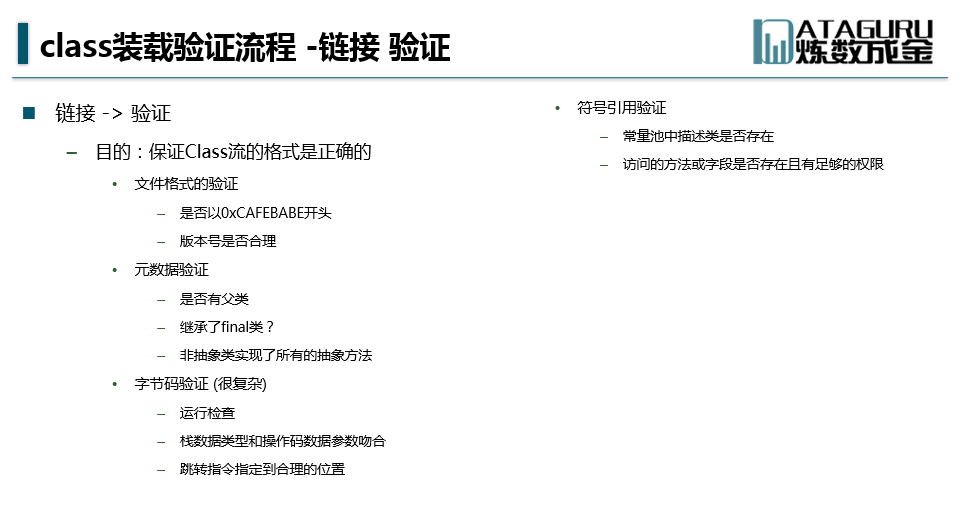 class装载验证流程 -链接 验证
DATAGURU
炼数成金
链接 -> 验证
– 目的：保证Class流的格式是正确的
• 文件格式的验证
– 是否以0xCAFEBABE开头
– 版本号是否合理
• 元数据验证
– 是否有父类
– 继承了final类？
– 非抽象类实现了所有的抽象方法
• 字节码验证 (很复杂)
– 运行检查
– 栈数据类型和操作码数据参数吻合
– 跳转指令指定到合理的位置
• 符号引用验证
– 常量池中描述类是否存在
– 访问的方法或字段是否存在且有足够的权限